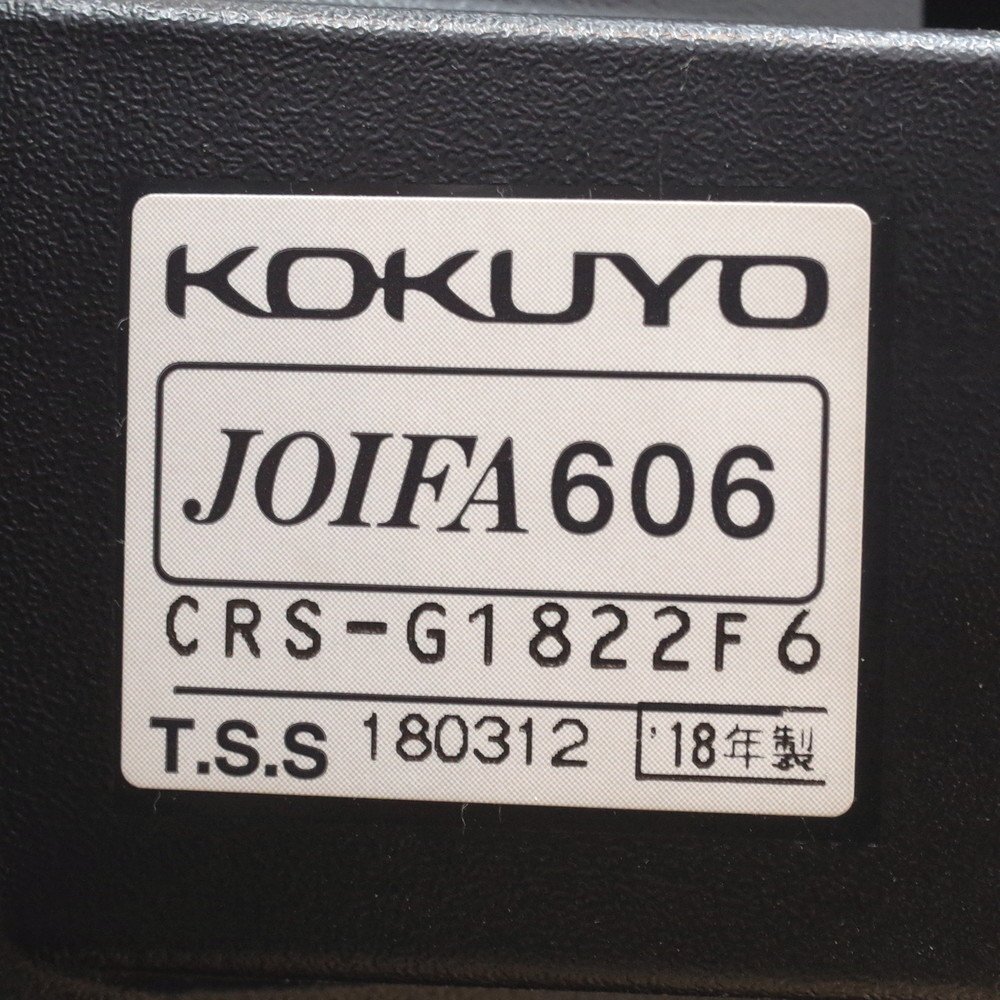 KOKUYO
JOIFA 606
CRS-G1822F6
T.S.S 180312 '18年製